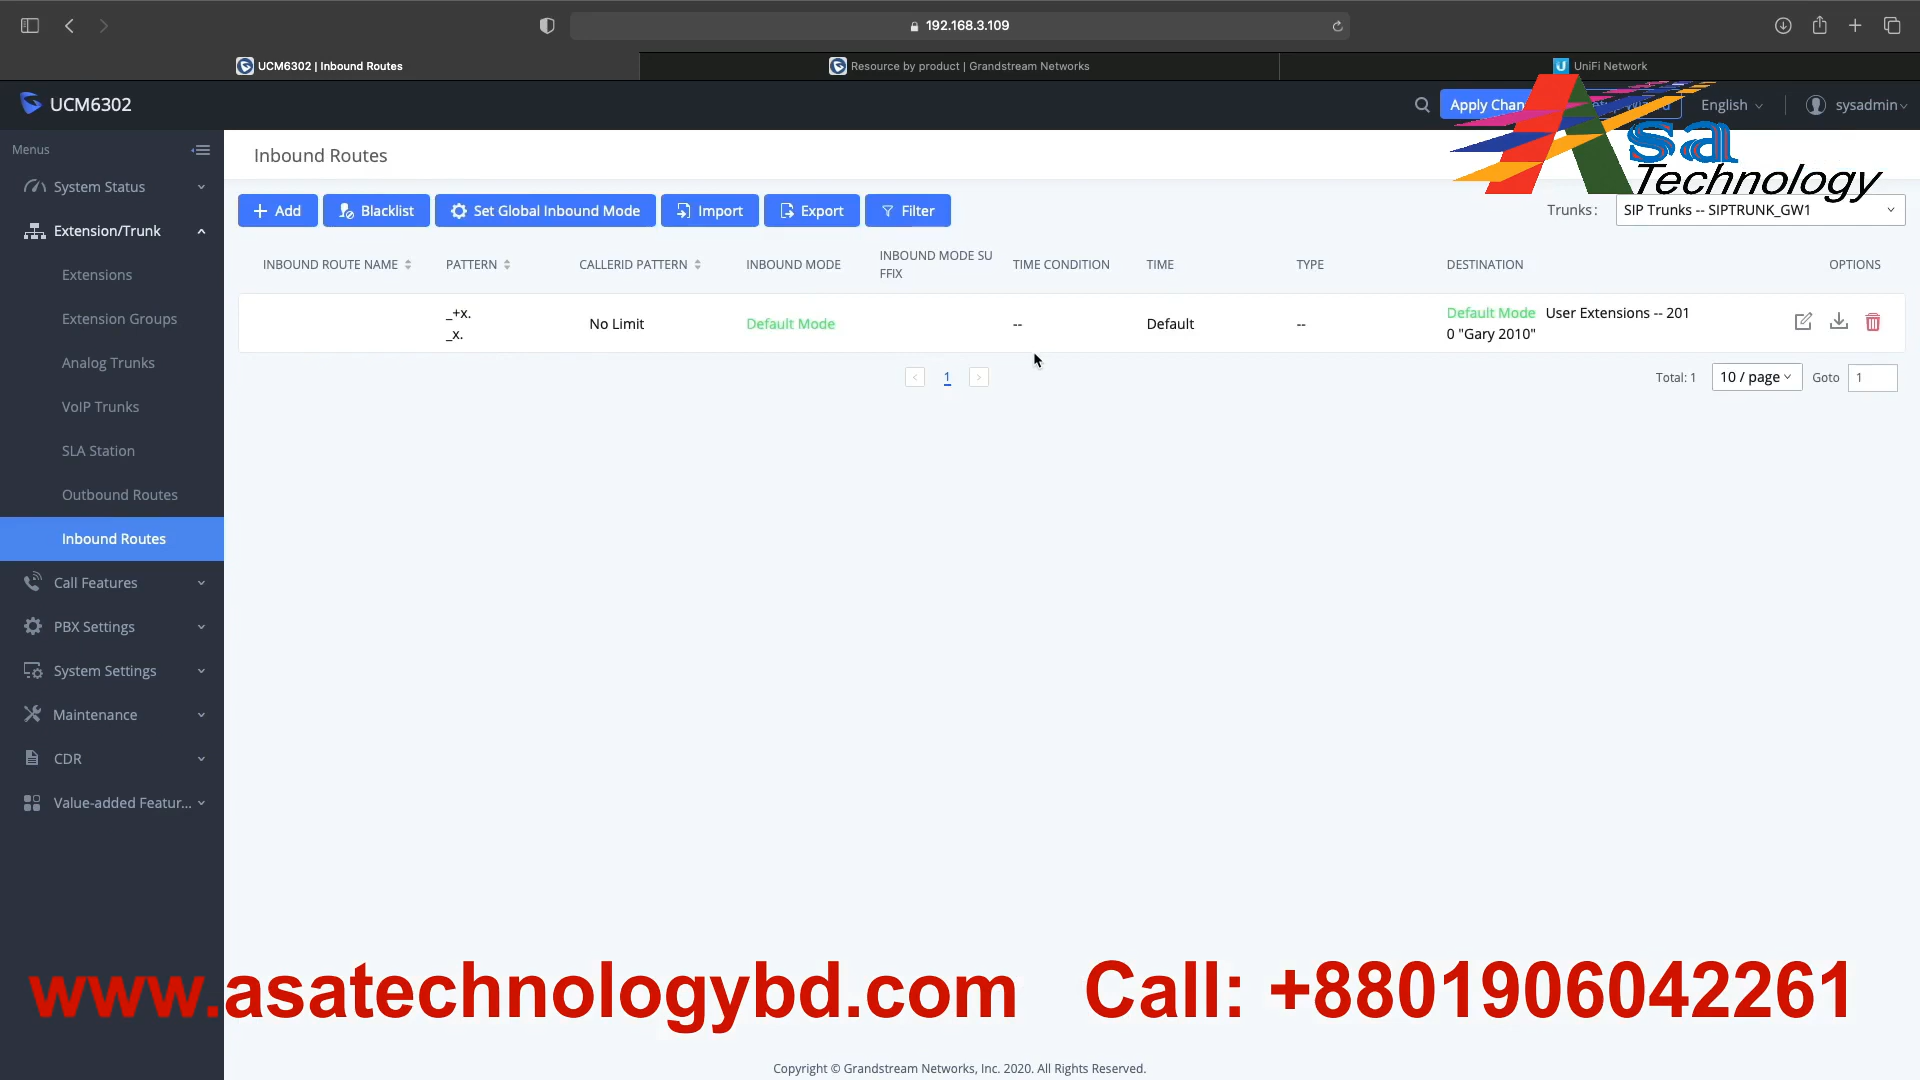 192.168.3.109
UCM6302 | Inbound Routes
Resource by product | Grandstream Networks
UniFi Network
UCM6302
Apply Chan
English
sysadmin
Asa
Technology
Menus
System Status
Extension/Trunk
Extensions
Extension Groups
Analog Trunks
VoIP Trunks
SLA Station
Outbound Routes
Inbound Routes
Call Features
PBX Settings
System Settings
Maintenance
CDR
Value-added Featur...
Inbound Routes
+ Add
Blacklist
Set Global Inbound Mode
Import
Export
Filter
Trunks:
SIP Trunks -- SIPTRUNK_GW1
INBOUND ROUTE NAME
PATTERN
CALLERID PATTERN
INBOUND MODE
INBOUND MODE SU
FFIX
TIME CONDITION
TIME
TYPE
DESTINATION
OPTIONS
_+x.
_x.
No Limit
Default Mode
--
Default
--
Default Mode User Extensions -- 201
0 "Gary 2010"
< 1 >
Total: 1
10 / page
Goto
1
www.asatechnologybd.com Call: +8801906042261
Copyright © Grandstream Networks, Inc. 2020. All Rights Reserved.